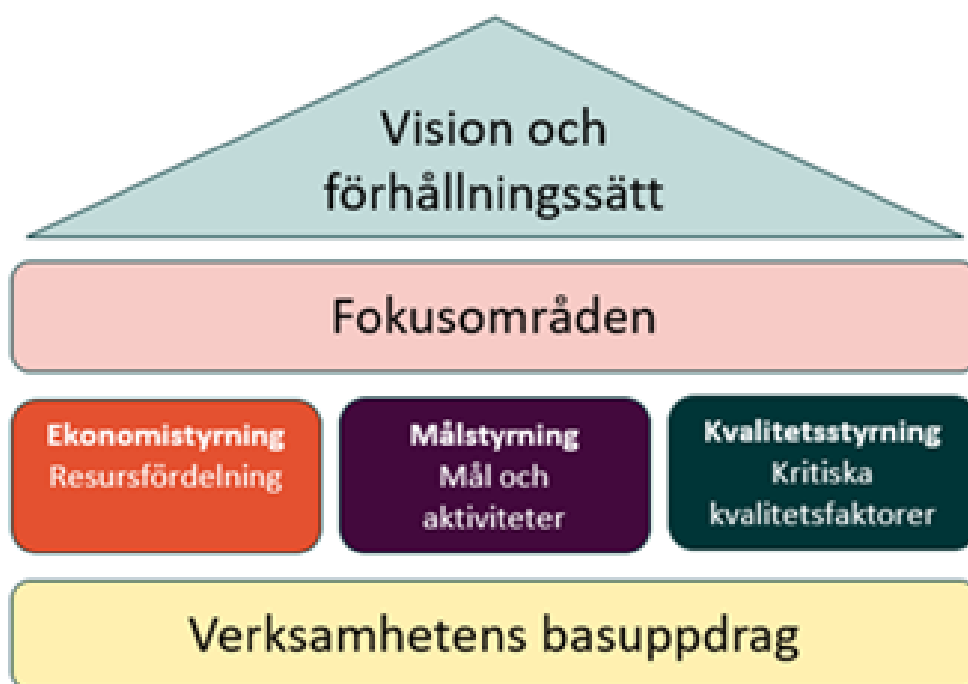 Vision och
förhållningssätt
Fokusområden
Ekonomistyrning
Resursfördelning
Målstyrning
Mål och
aktiviteter
Kvalitetsstyrning
Kritiska
kvalitetsfaktorer
Verksamhetens basuppdrag